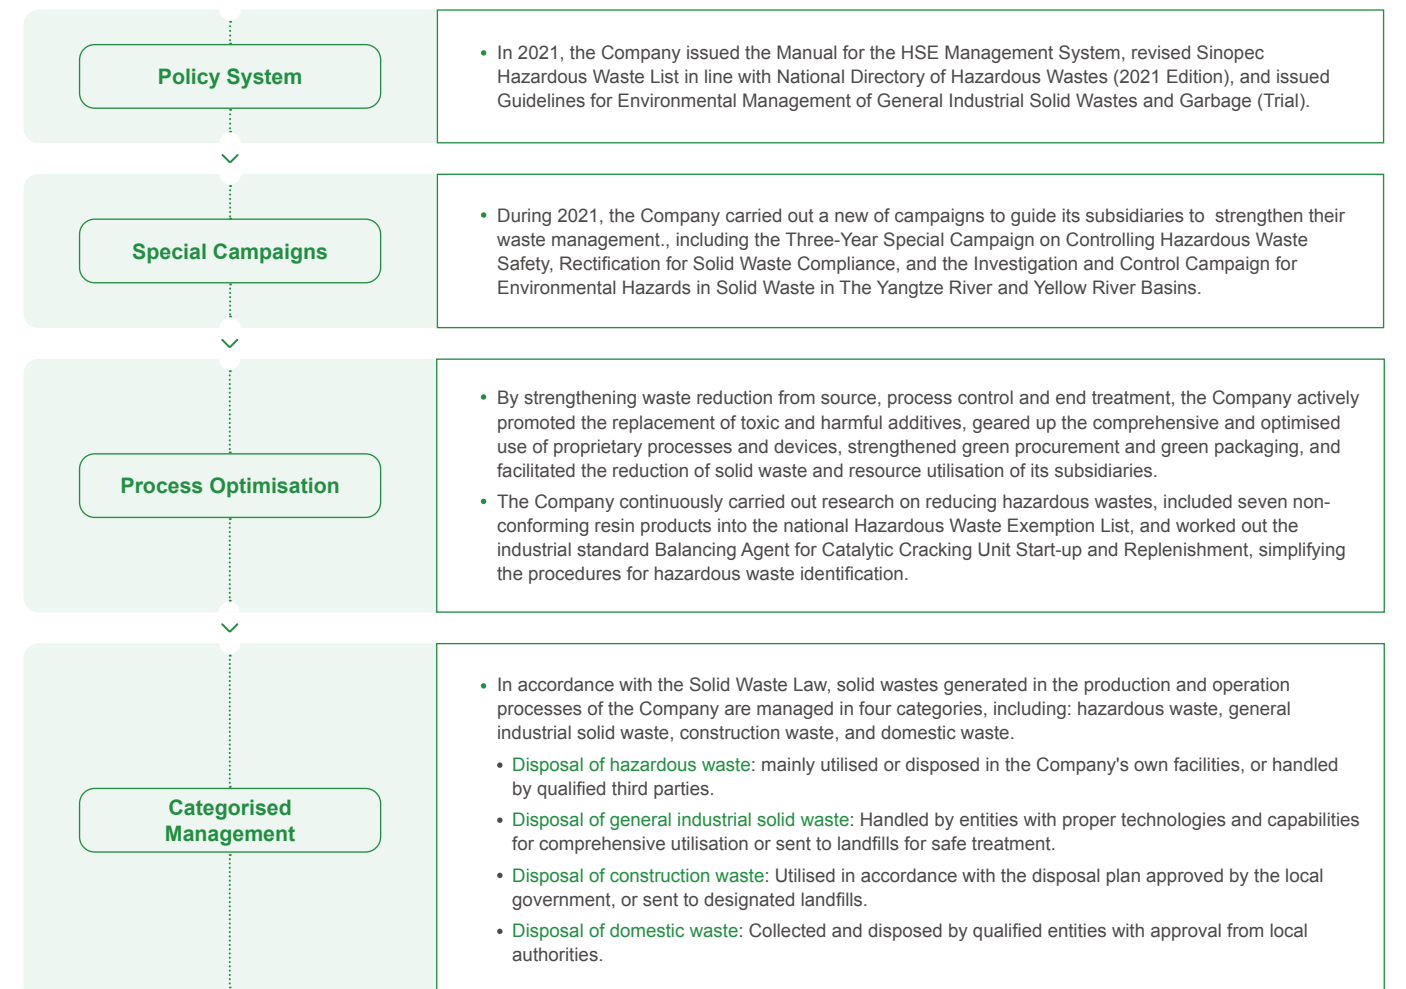 Policy System
• In 2021, the Company issued the Manual for the HSE Management System, revised Sinopec
Hazardous Waste List in line with National Directory of Hazardous Wastes (2021 Edition), and issued
Guidelines for Environmental Management of General Industrial Solid Wastes and Garbage (Trial).
Special Campaigns
• During 2021, the Company carried out a new of campaigns to guide its subsidiaries to  strengthen their
waste management., including the Three-Year Special Campaign on Controlling Hazardous Waste
Safety, Rectification for Solid Waste Compliance, and the Investigation and Control Campaign for
Environmental Hazards in Solid Waste in The Yangtze River and Yellow River Basins.
Process Optimisation
• By strengthening waste reduction from source, process control and end treatment, the Company actively
promoted the replacement of toxic and harmful additives, geared up the comprehensive and optimised
use of proprietary processes and devices, strengthened green procurement and green packaging, and
facilitated the reduction of solid waste and resource utilisation of its subsidiaries.
• The Company continuously carried out research on reducing hazardous wastes, included seven non-
conforming resin products into the national Hazardous Waste Exemption List, and worked out the
industrial standard Balancing Agent for Catalytic Cracking Unit Start-up and Replenishment, simplifying
the procedures for hazardous waste identification.
Categorised
Management
• In accordance with the Solid Waste Law, solid wastes generated in the production and operation
processes of the Company are managed in four categories, including: hazardous waste, general
industrial solid waste, construction waste, and domestic waste.
• Disposal of hazardous waste: mainly utilised or disposed in the Company's own facilities, or handled
by qualified third parties.
• Disposal of general industrial solid waste: Handled by entities with proper technologies and capabilities
for comprehensive utilisation or sent to landfills for safe treatment.
• Disposal of construction waste: Utilised in accordance with the disposal plan approved by the local
government, or sent to designated landfills.
• Disposal of domestic waste: Collected and disposed by qualified entities with approval from local
authorities.